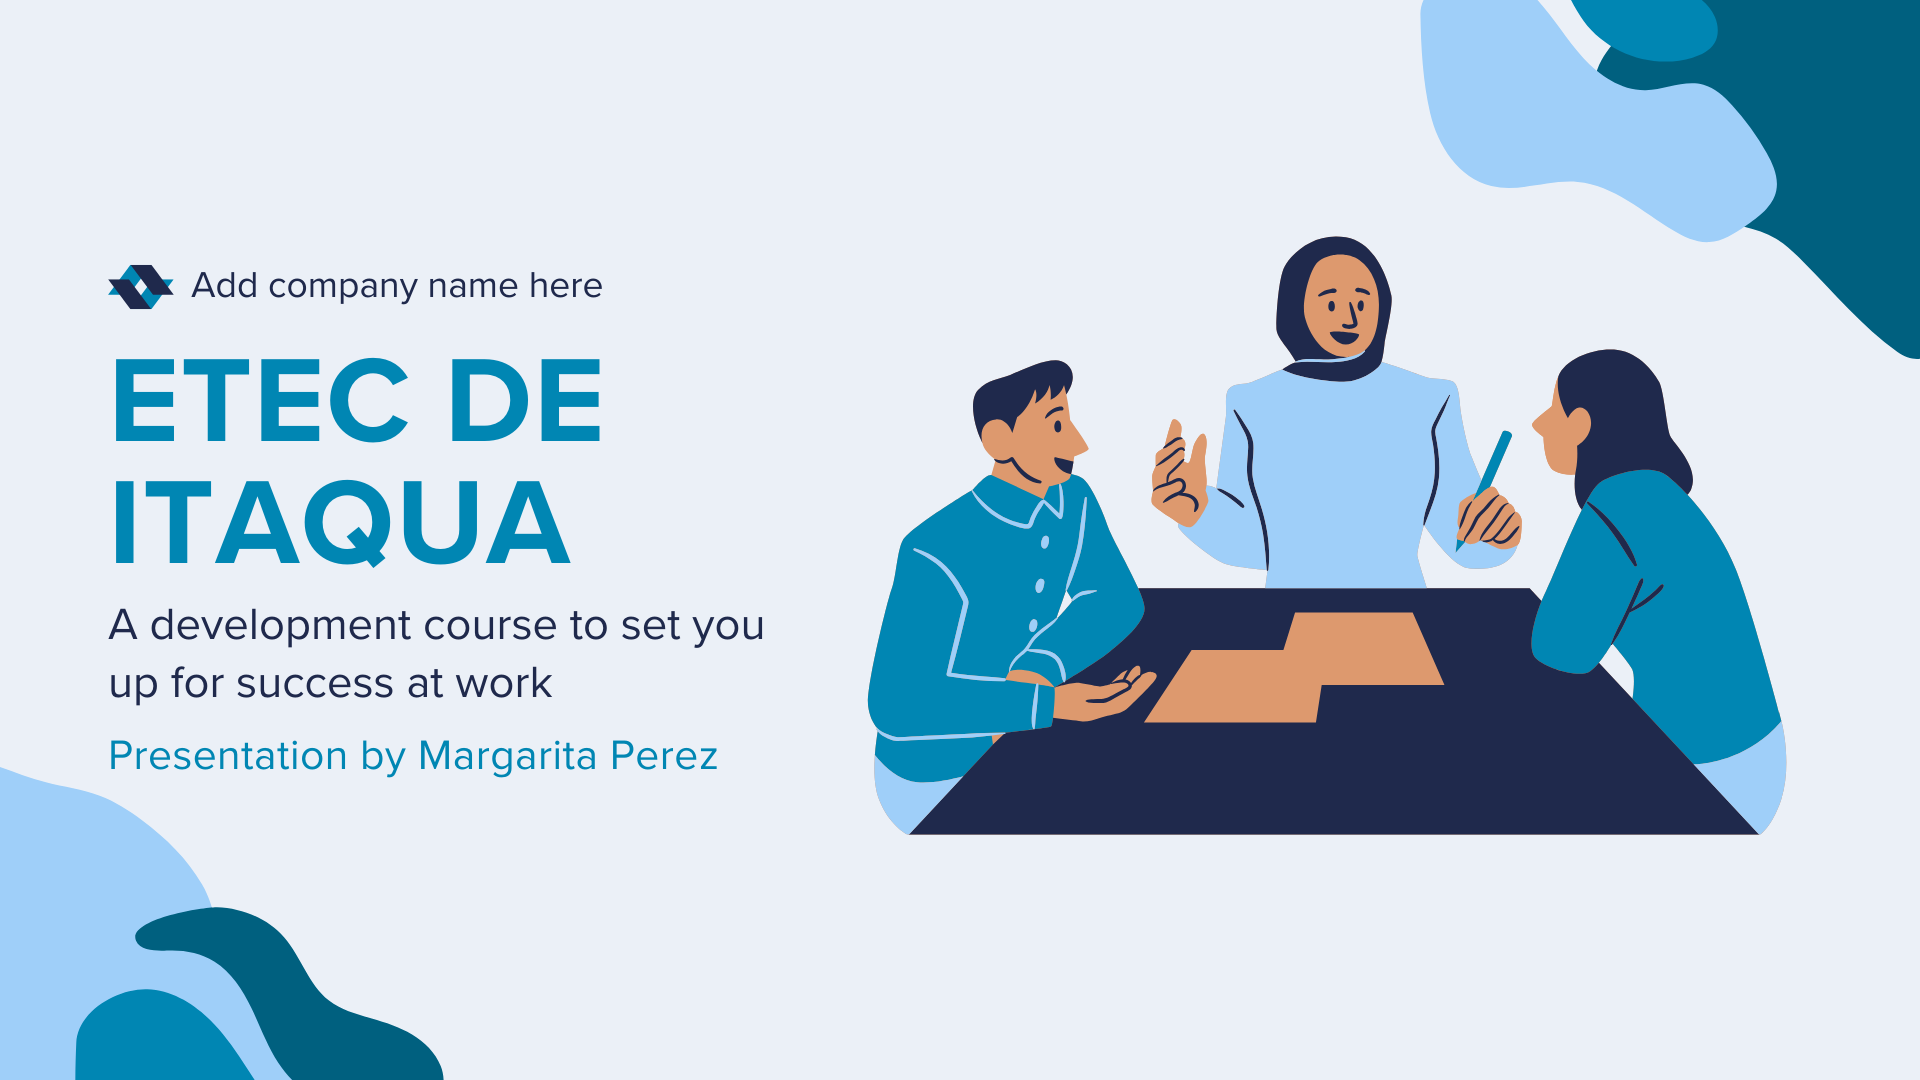 Add company name here
ETEC DE
ITAQUA
A development course to set you
up for success at work
Presentation by Margarita Perez